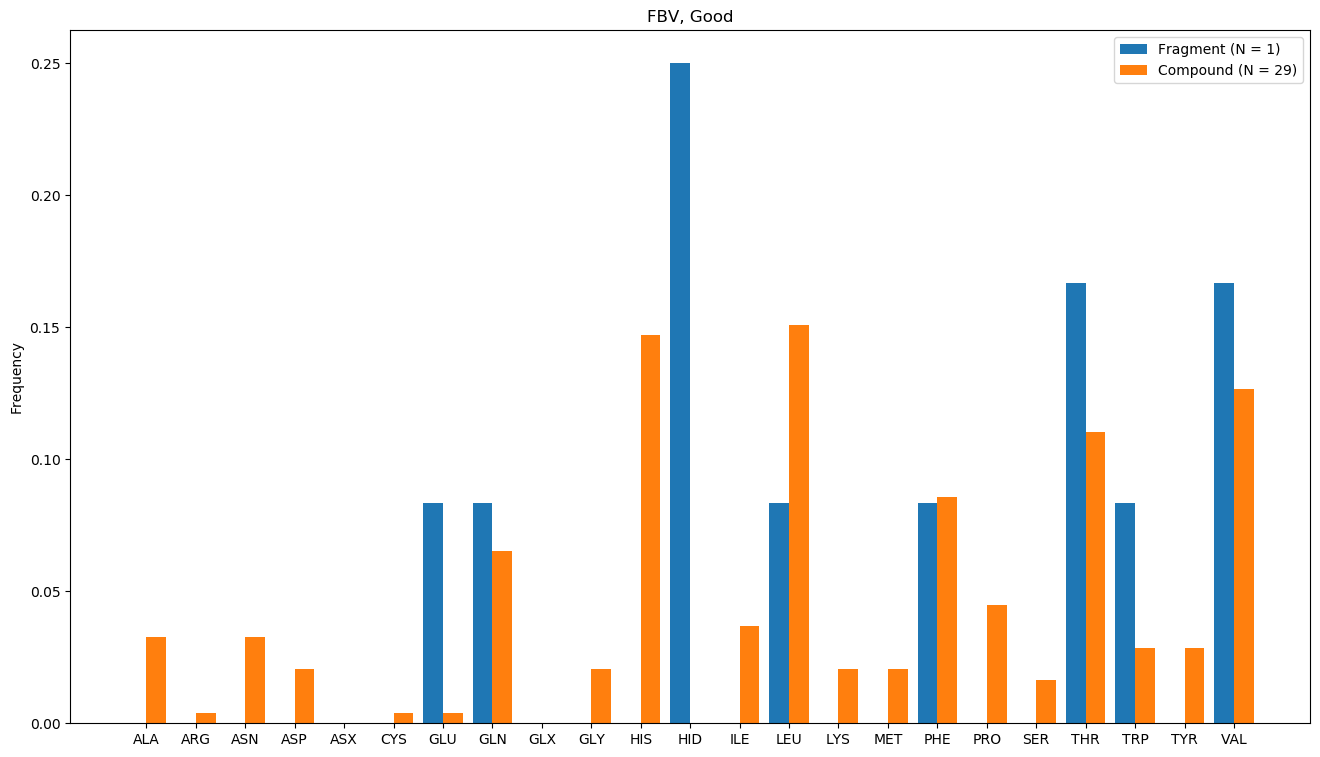 FBV, Good
Fragment (N = 1)
Compound (N = 29)
0.25
0.20
0.15
0.10
0.05
0.00
Frequency
ALA ARG ASN ASP ASX CYS GLU GLN GLX GLY HIS HID ILE LEU LYS MET PHE PRO SER THR TRP TYR VAL